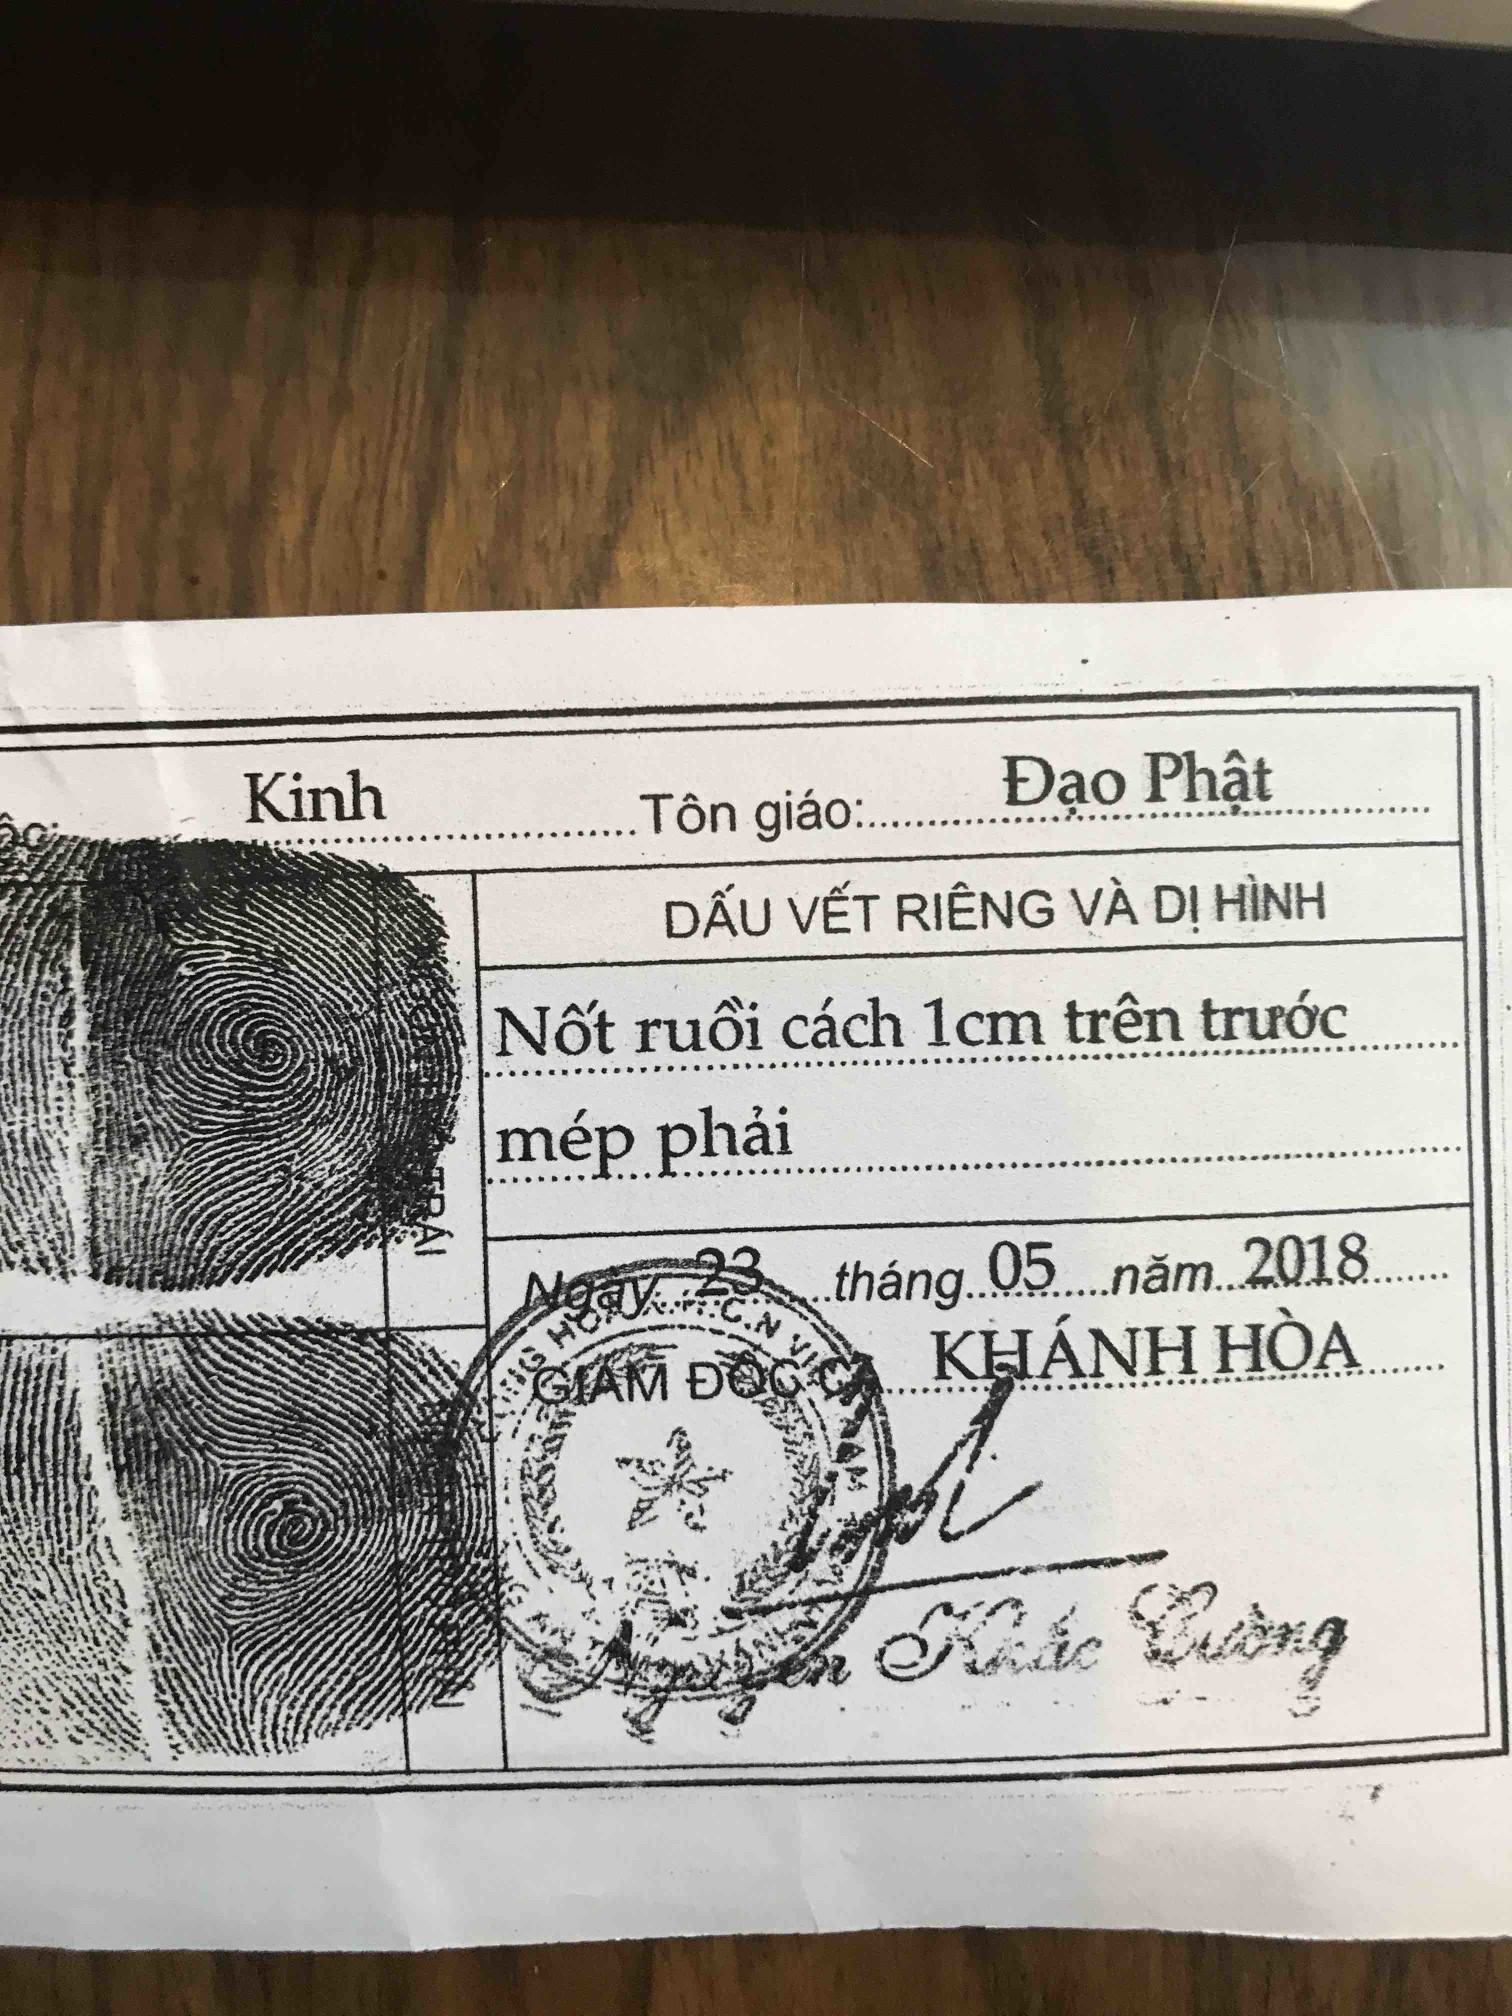 Kinh Tôn giáo: Đạo Phật
DẤU VẾT RIÊNG VÀ DỊ HÌNH
Nốt ruồi cách 1cm trên trước
mép phải
Ngày 23 tháng 05 năm 2018
GIÁM ĐỐC CA KHÁNH HÒA
Nguyễn Khắc Cường